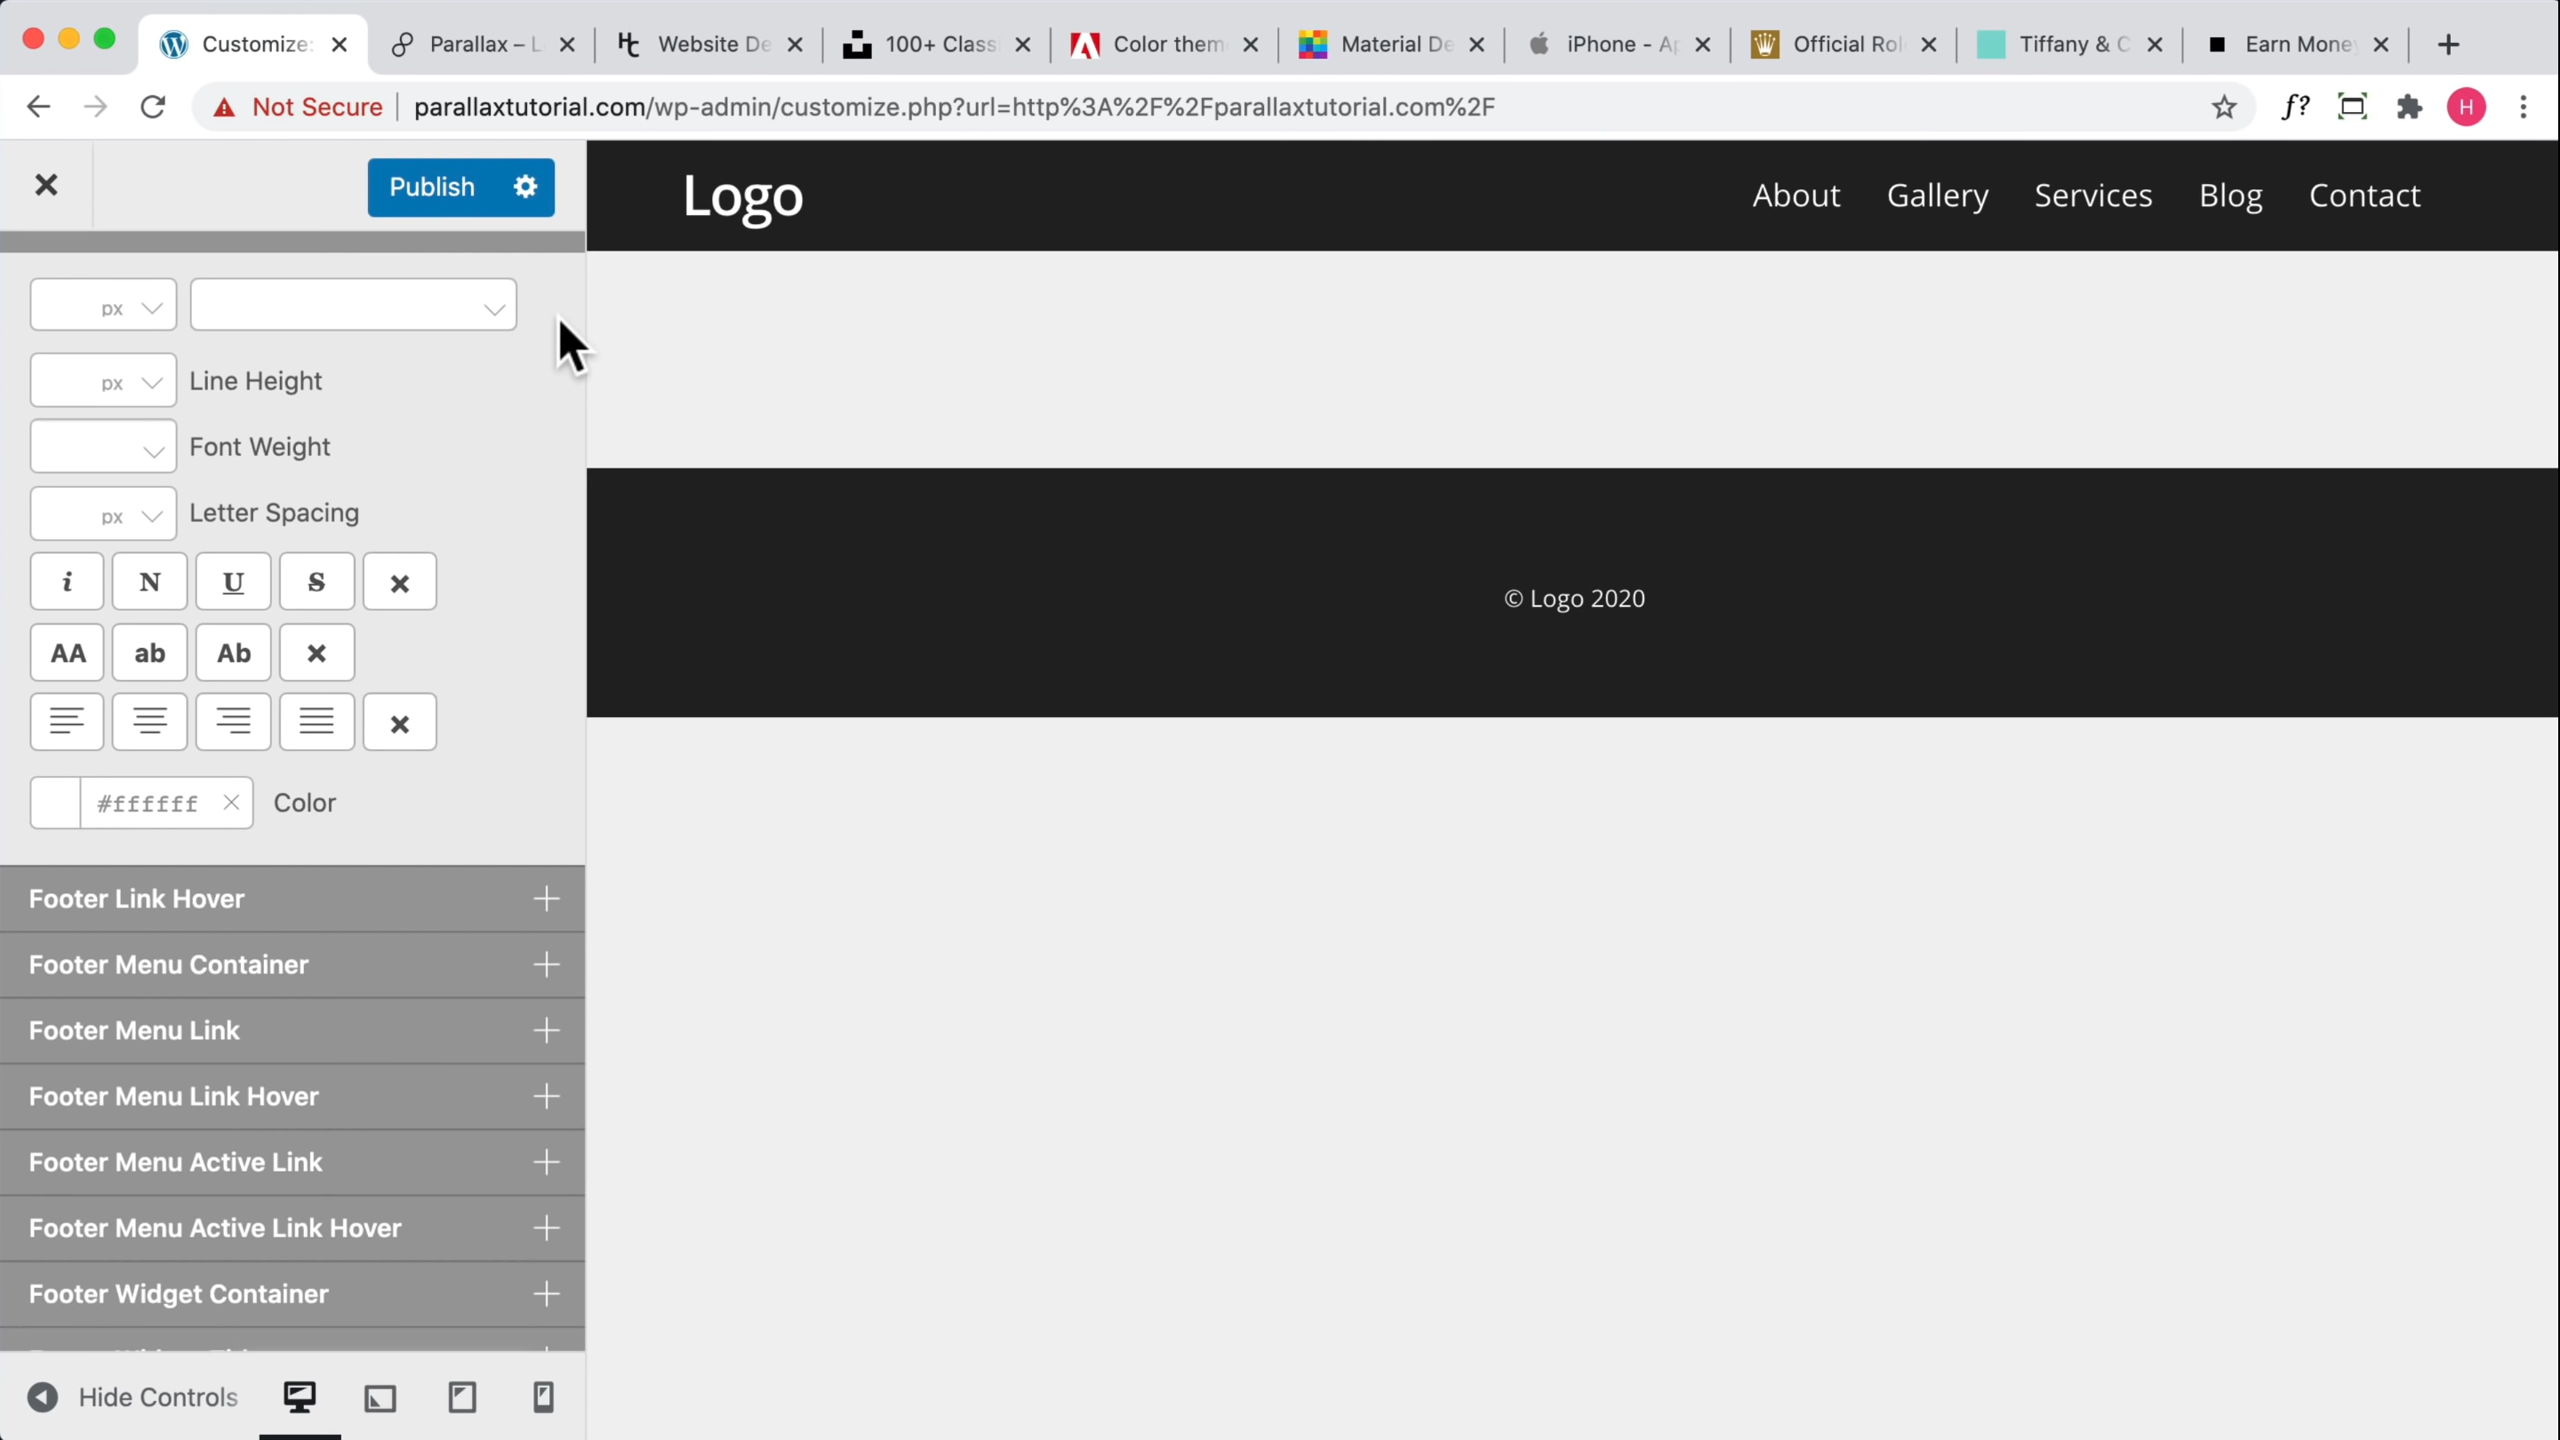 Customize:
Parallax – L
Website De
100+ Class
Color them
Material De
iPhone - Ap
Official Rol
Tiffany & C
Earn Money
Not Secure
parallaxtutorial.com/wp-admin/customize.php?url=http%3A%2F%2Fparallaxtutorial.com%2F
f?
H
Publish
Logo
About
Gallery
Services
Blog
Contact
px
px
Line Height
Font Weight
px
Letter Spacing
i N U S
AA ab Ab
#ffffff
Color
© Logo 2020
Footer Link Hover
Footer Menu Container
Footer Menu Link
Footer Menu Link Hover
Footer Menu Active Link
Footer Menu Active Link Hover
Footer Widget Container
Hide Controls